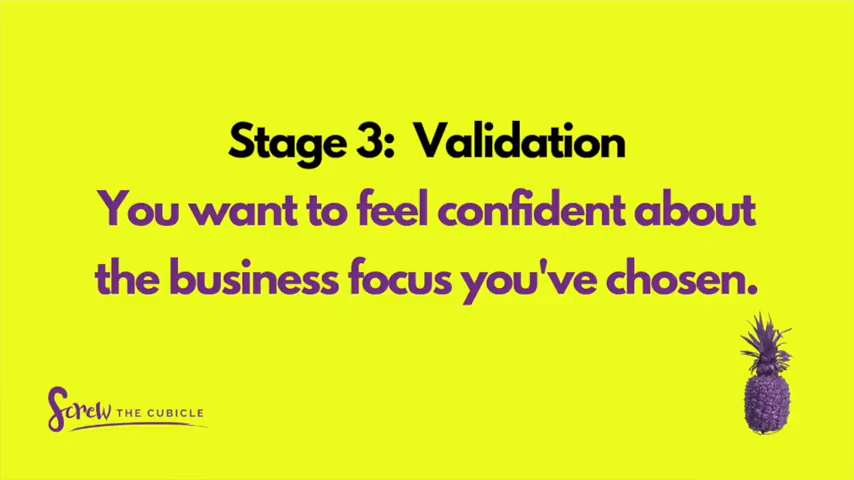 Stage 3: Validation
You want to feel confident about
the business focus you've chosen.
Screw THE CUBICLE